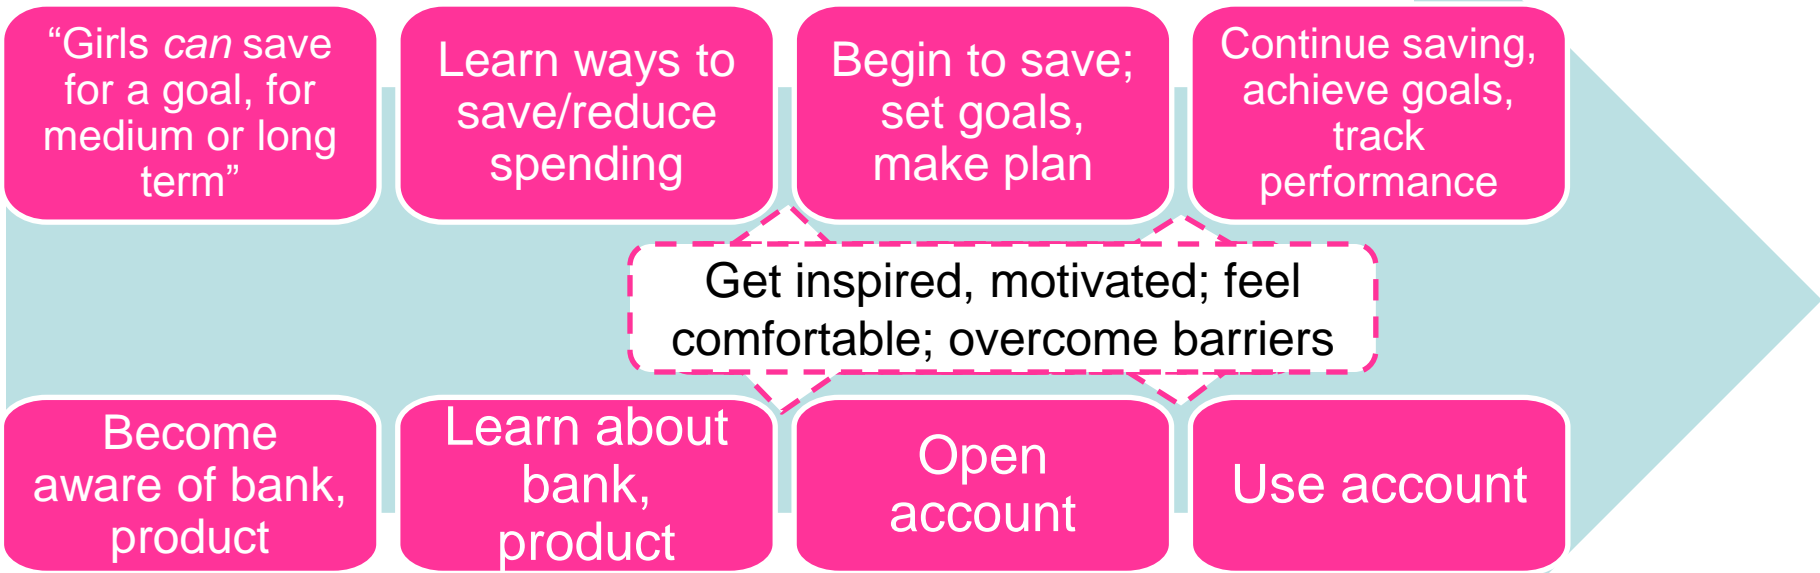 “Girls can save
for a goal, for
medium or long
term”
Learn ways to
save/reduce
spending
Begin to save;
set goals,
make plan
Continue saving,
achieve goals,
track
performance
Get inspired, motivated; feel
comfortable; overcome barriers
Become
aware of bank,
product
Learn about
bank,
product
Open
account
Use account